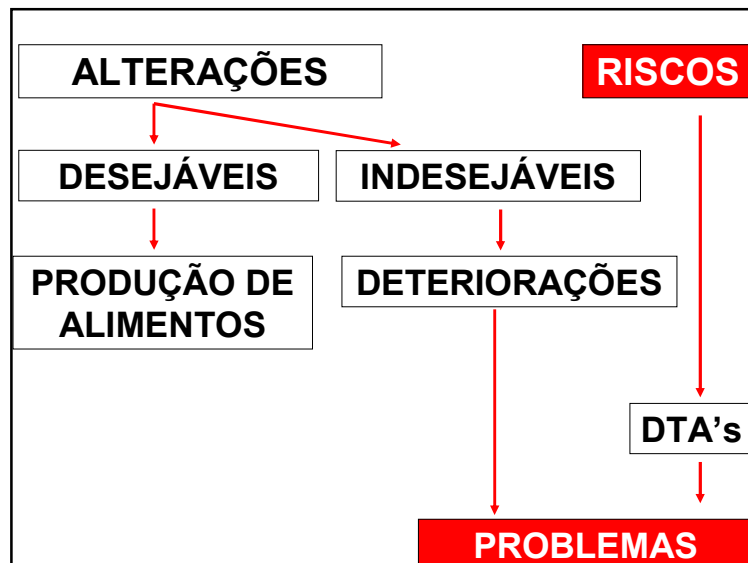 ALTERAÇÕES
RISCOS
DESEJÁVEIS
INDESEJÁVEIS
PRODUÇÃO DE
ALIMENTOS
DETERIORAÇÕES
DTA’s
PROBLEMAS